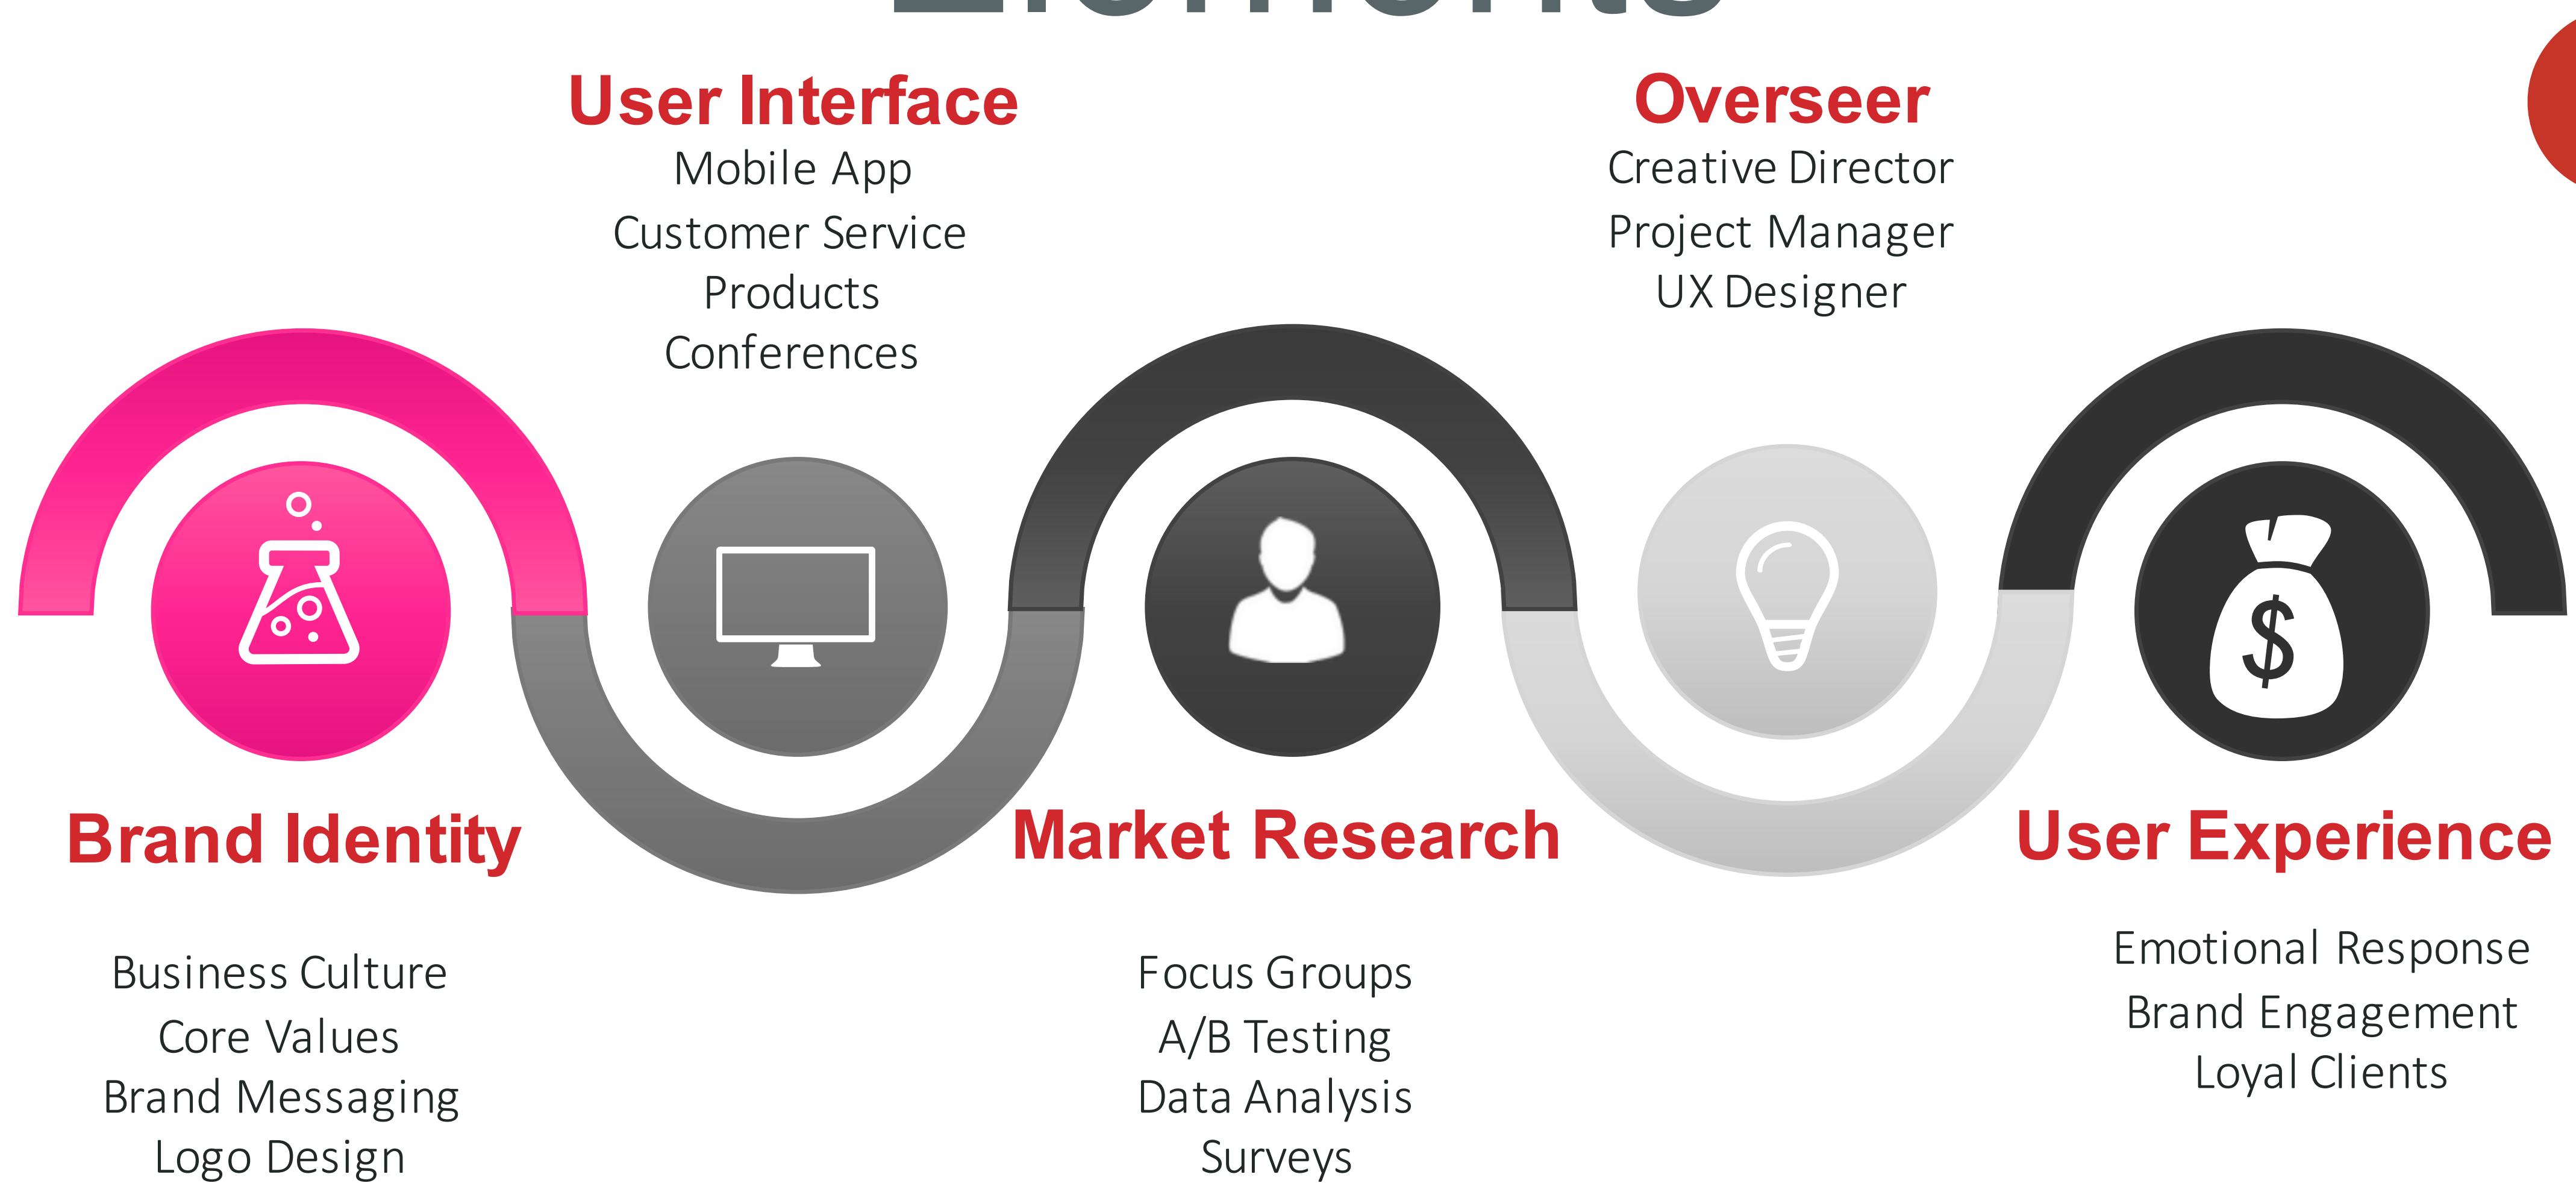 Elements
User Interface
Mobile App
Customer Service
Products
Conferences
Overseer
Creative Director
Project Manager
UX Designer
$
Brand Identity
Business Culture
Core Values
Brand Messaging
Logo Design
Market Research
Focus Groups
A/B Testing
Data Analysis
Surveys
User Experience
Emotional Response
Brand Engagement
Loyal Clients